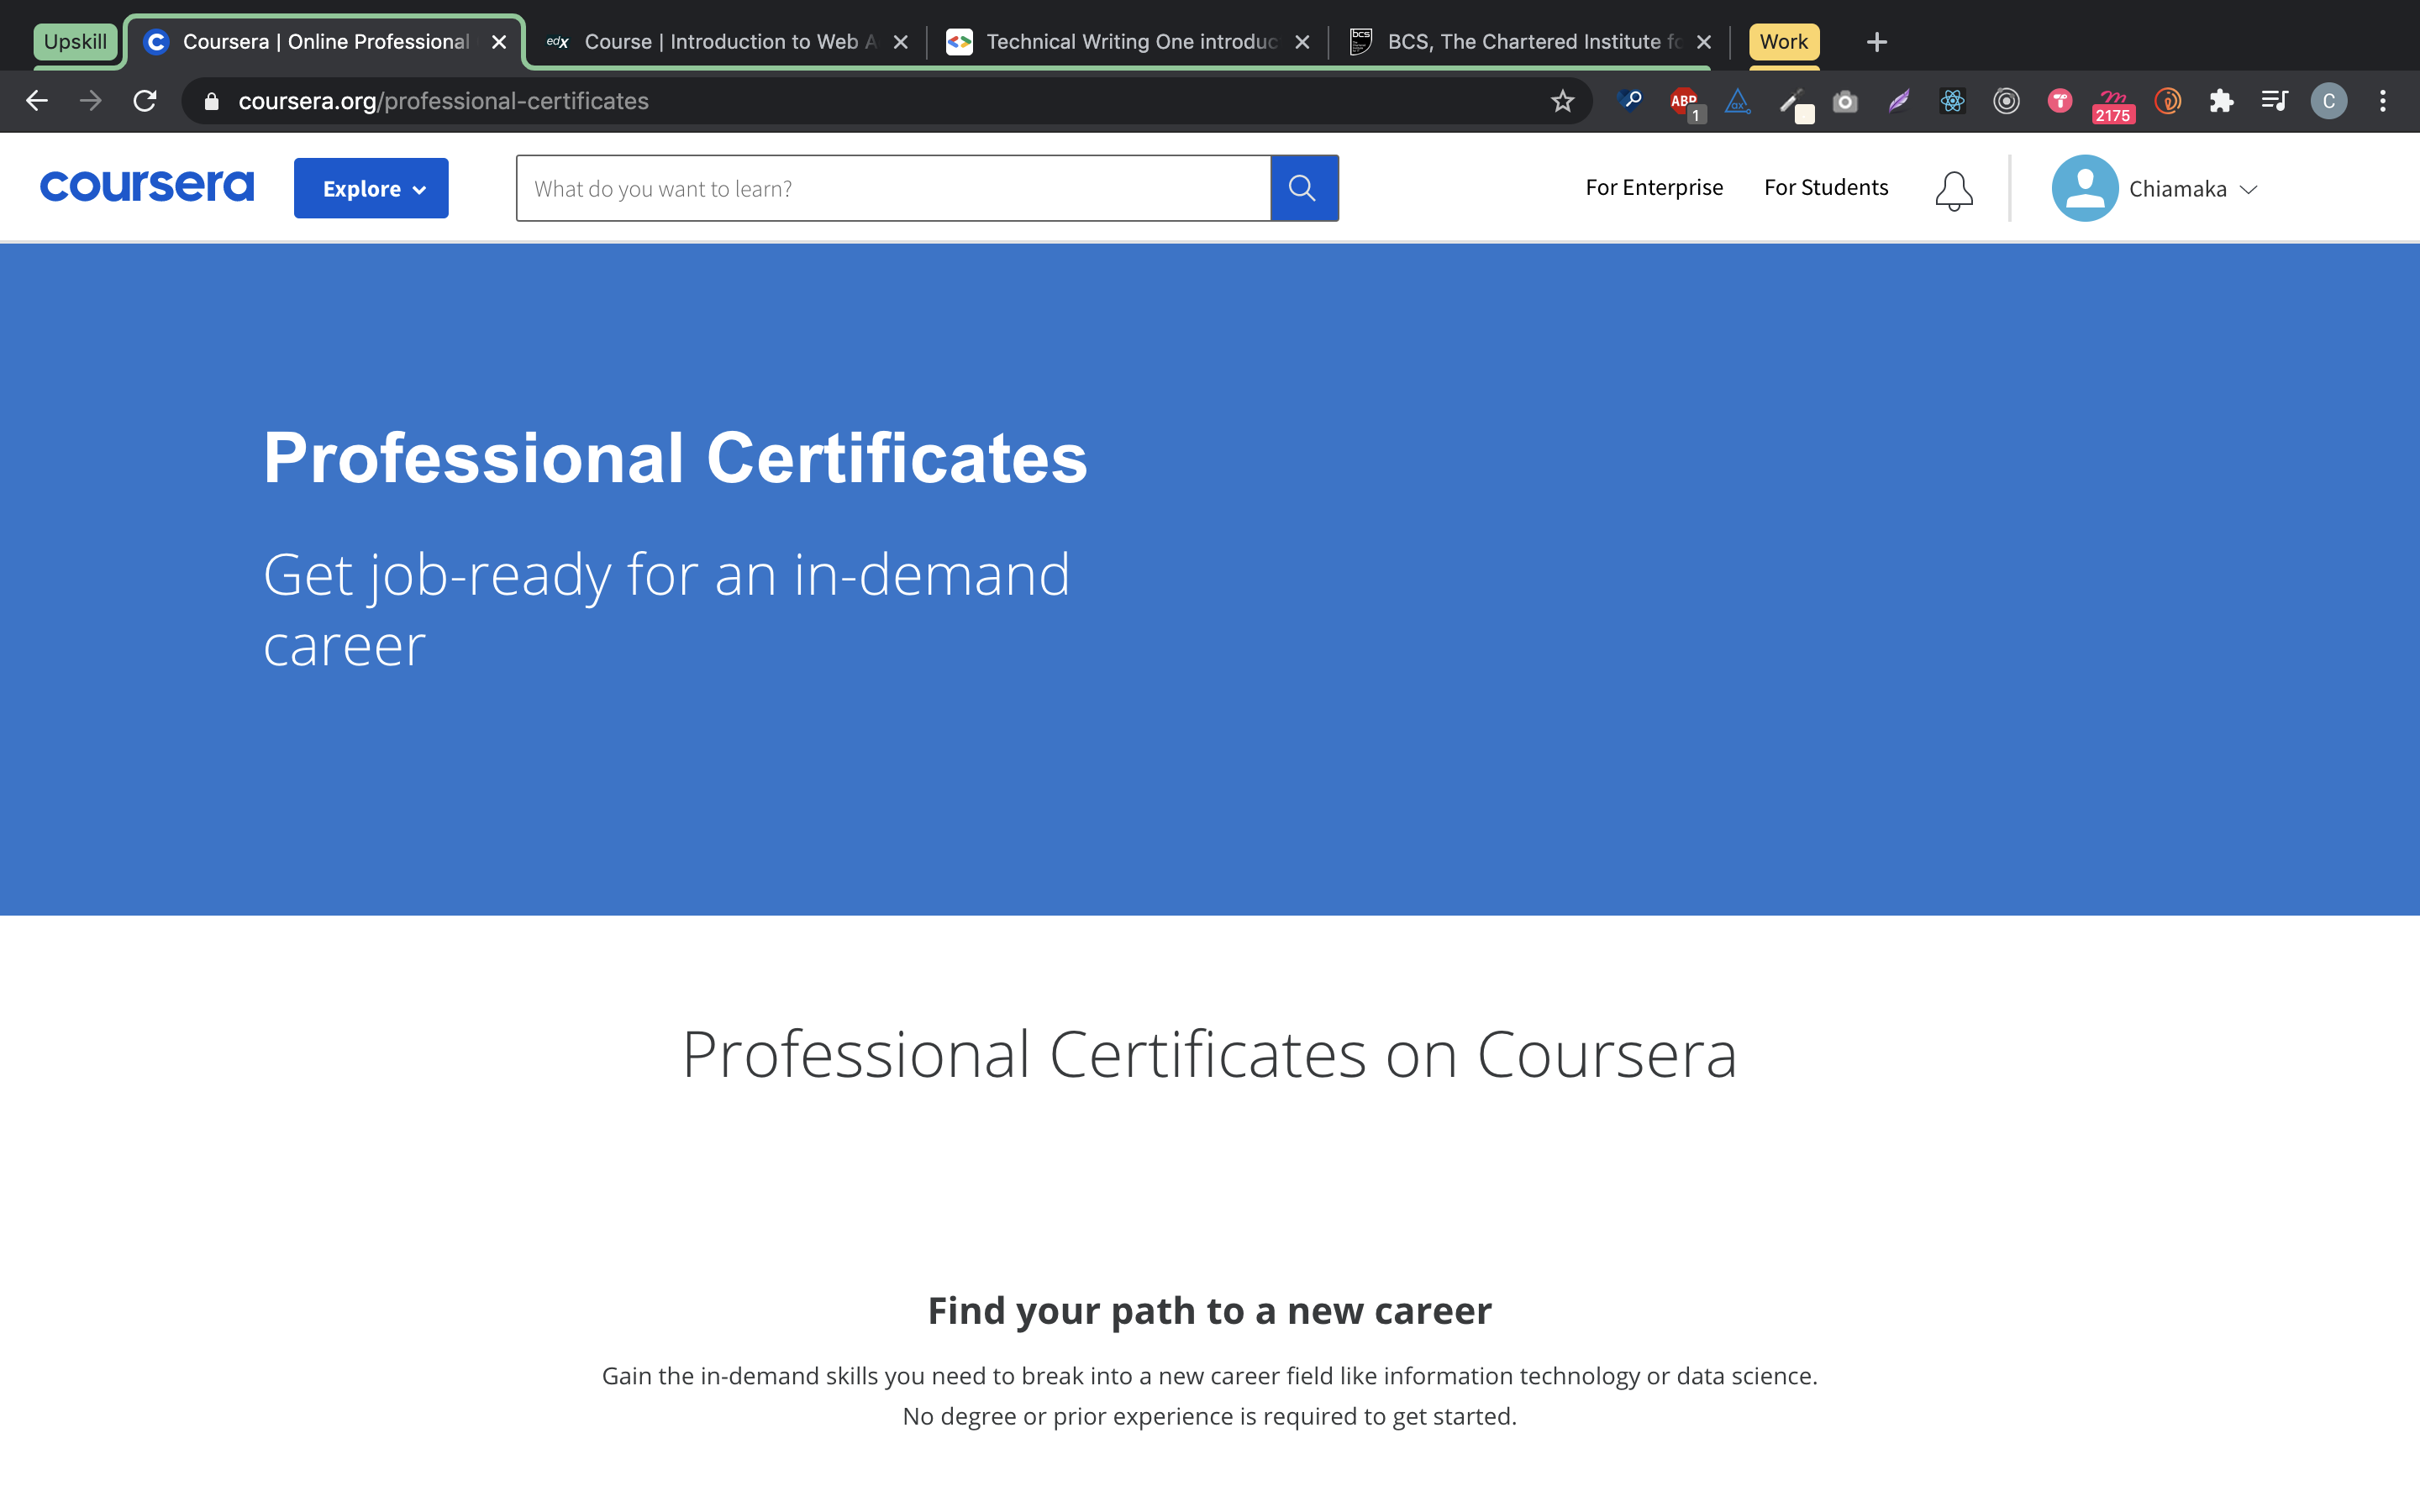 Upskill
Coursera | Online Professional
edX
Course | Introduction to Web A
Technical Writing One introduc
bcs
BCS, The Chartered Institute fo
Work
coursera.org/professional-certificates
ABP
1
2175
C
coursera
Explore
What do you want to learn?
For Enterprise
For Students
Chiamaka
Professional Certificates
Get job-ready for an in-demand
career
Professional Certificates on Coursera
Find your path to a new career
Gain the in-demand skills you need to break into a new career field like information technology or data science.
No degree or prior experience is required to get started.